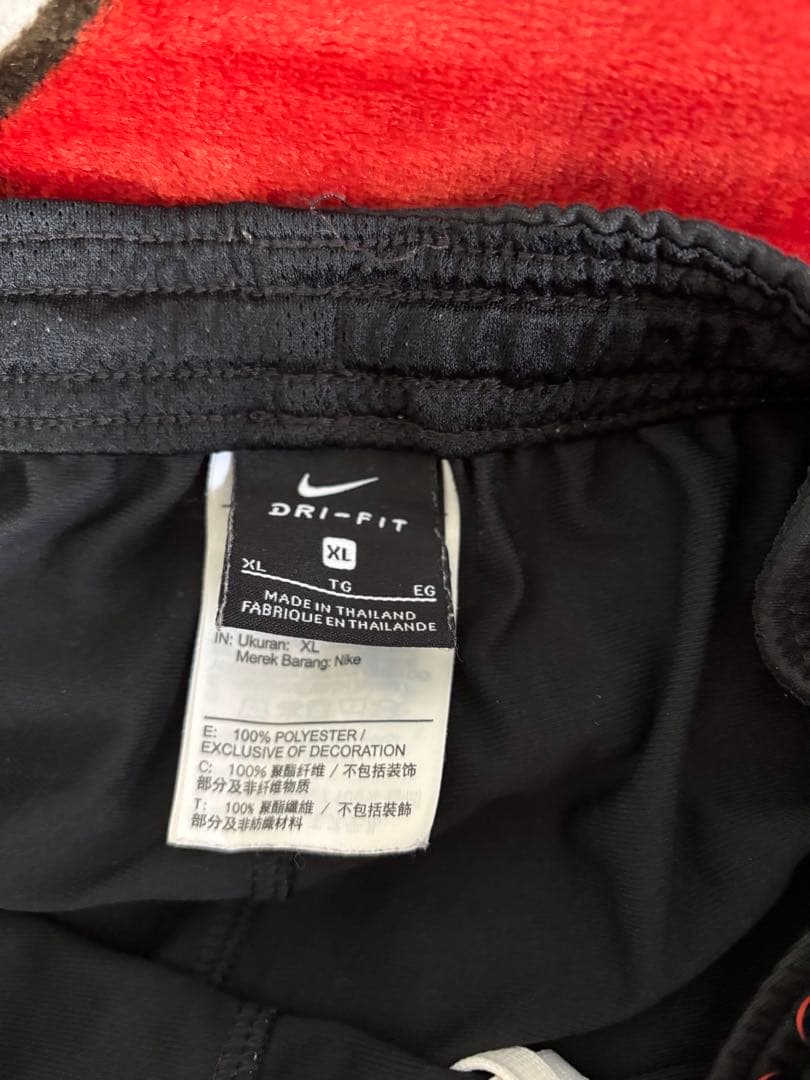 DRI-FIT
XL
XL TG EG
MADE IN THAILAND
FABRIQUE EN THAILANDE
IN: Ukuran: XL
Merek Barang: Nike
E: 100% POLYESTER /
EXCLUSIVE OF DECORATION
C: 100% 聚酯纤维 / 不包括装饰
部分及非纤维物质
T: 100% 聚酯纖維 / 不包括裝飾
部分及非紡織材料